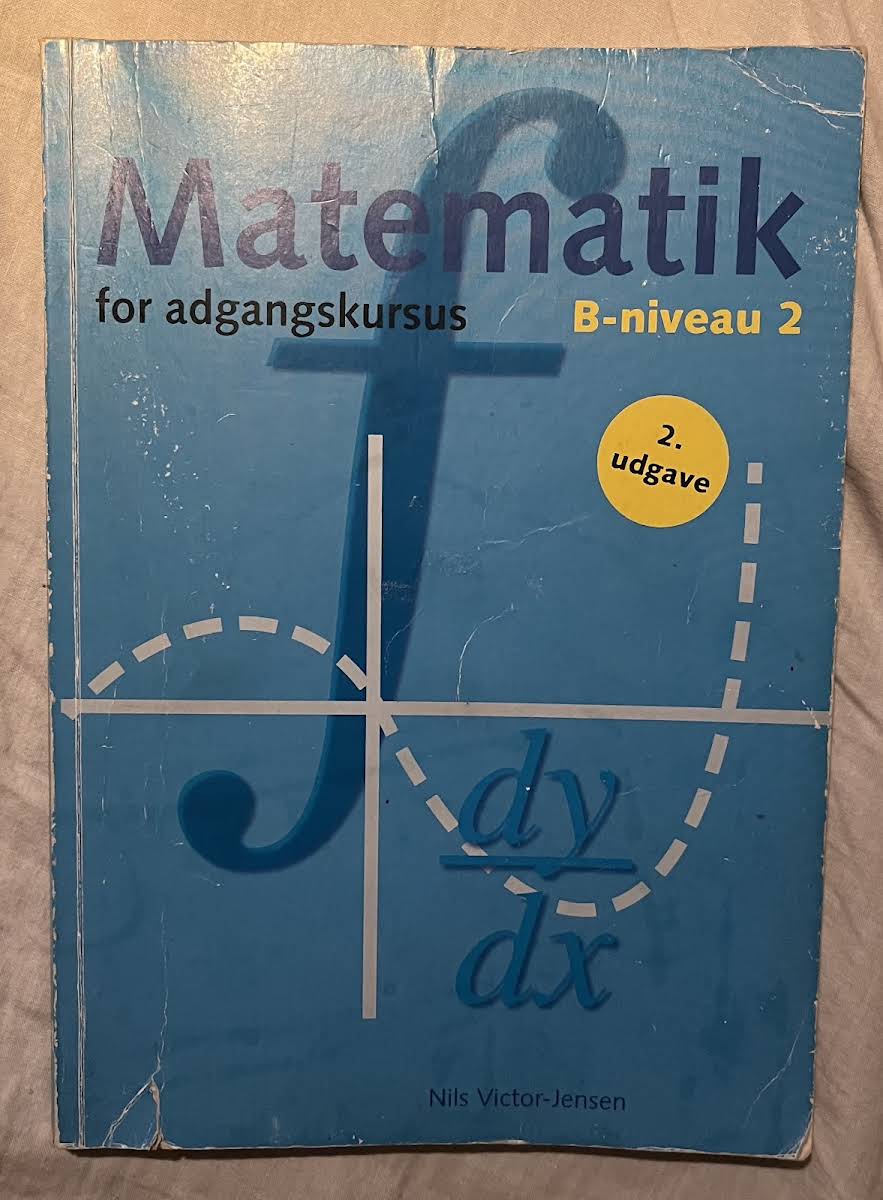 Matematik
for adgangskursus
B-niveau 2
2.
udgave
f
dy
dx
Nils Victor-Jensen